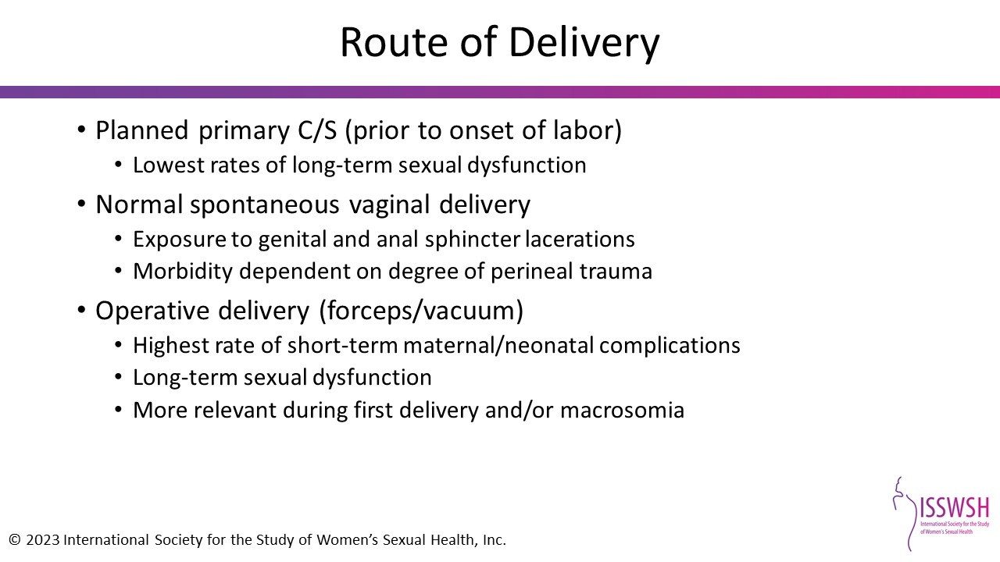 Route of Delivery
• Planned primary C/S (prior to onset of labor)
• Lowest rates of long-term sexual dysfunction
• Normal spontaneous vaginal delivery
• Exposure to genital and anal sphincter lacerations
• Morbidity dependent on degree of perineal trauma
• Operative delivery (forceps/vacuum)
• Highest rate of short-term maternal/neonatal complications
• Long-term sexual dysfunction
• More relevant during first delivery and/or macrosomia
ISSWSH
International Society for the Study
of Women's Sexual Health
© 2023 International Society for the Study of Women’s Sexual Health, Inc.